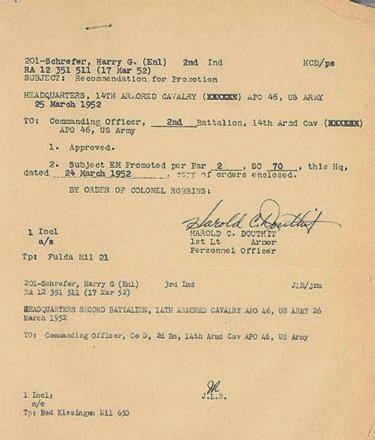 201-Schrefer, Harry G. (Enl) 2nd Ind HCD/ps
RA 12 351 511 (17 Mar 52)
SUBJECT: Recommendation for Promotion
HEADQUARTERS, 14TH ARMORED CAVALRY (XXXXXX) APO 46, US ARMY
25 March 1952
TO: Commanding Officer, 2nd Battalion, 14th Armd Cav (XXXXXX)
APO 46, US Army
1. Approved.
2. Subject EM Promoted per Par 2, SO 70, this Hq,
dated 24 March 1952, copy of orders enclosed.
BY ORDER OF COLONEL ROBBINS:
Harold C. Douthit
1 Incl HAROLD C. DOUTHIT
a/s 1st Lt Armor
Personnel Officer
Tp: Fulda Mil 21
201-Schrefer, Harry G (Enl) 3rd Ind JLR/jrm
RA 12 351 511 (17 Mar 52)
HEADQUARTERS SECOND BATTALION, 14TH ARMORED CAVALRY APO 46, US ARMY 26
March 1952
TO: Commanding Officer, Co D, 2d Bn, 14th Armd Cav APO 46, US Army
1 Incl:
n/c J.L.R.
Tp: Bad Kissingen Mil 630